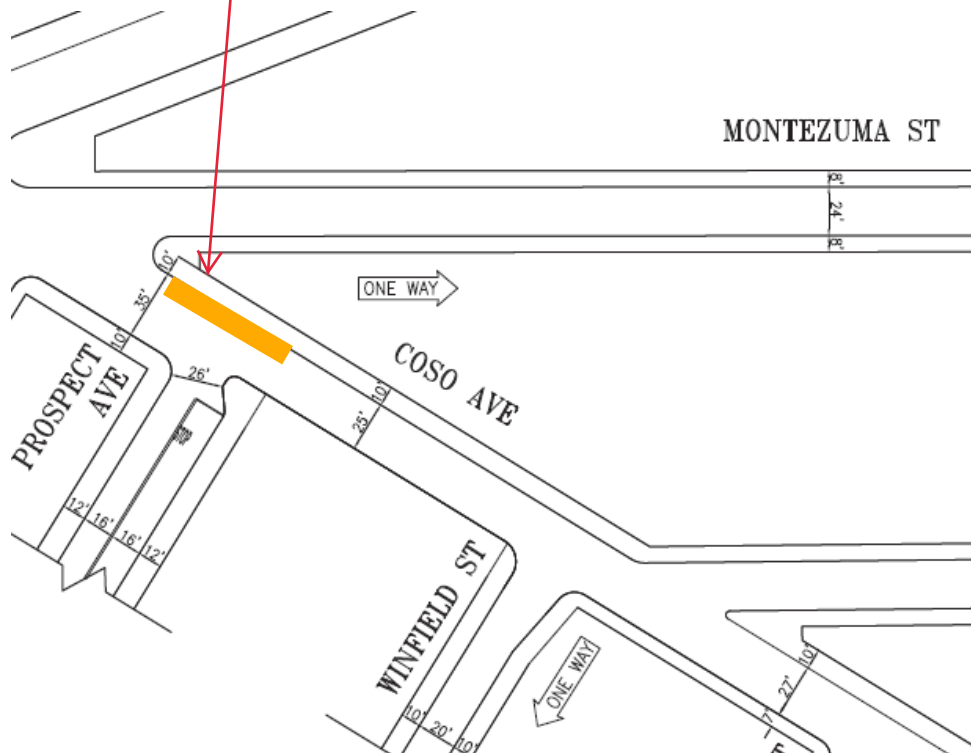 MONTEZUMA ST
8'
24'
8'
10'
ONE WAY
35'
10'
COSO AVE
PROSPECT
AVE
26'
10'
25'
STOP
12'
16'
16'
12'
WINFIELD ST
ONE WAY
10'
27'
7'
10'
20'
10'